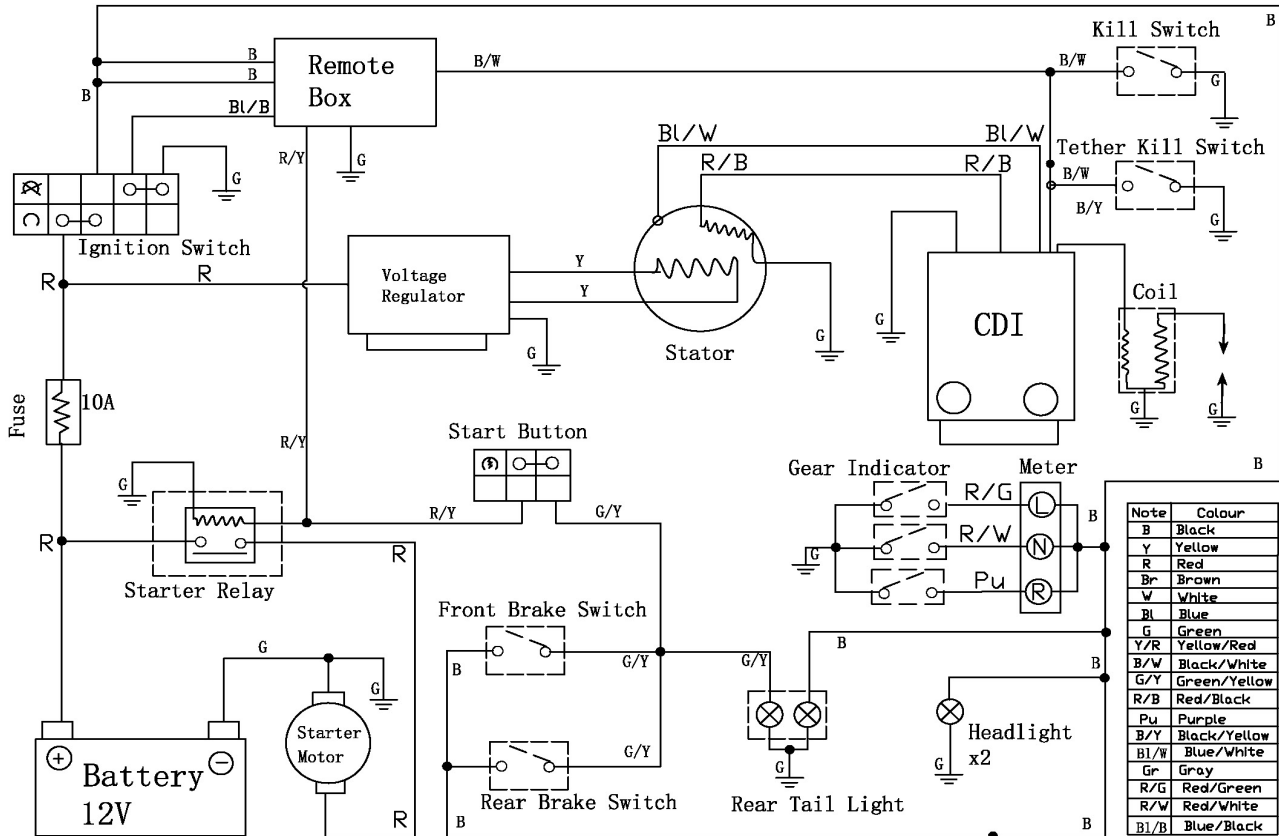 B
Kill Switch
B
B
Remote
Box
B/W
B/W
G
B
Bl/B
R/Y
G
Bl/W
Bl/W
Tether Kill Switch
R/B
R/B
B/W
B/Y
G
G
Ignition Switch
R
R
Voltage
Regulator
Y
Y
G
Stator
G
G
CDI
Coil
G
G
Fuse
10A
R/Y
Start Button
Gear Indicator
Meter
B
G
R/G
L
B
R/Y
G/Y
R
R/W
N
G
Starter Relay
R
Pu
R
Front Brake Switch
B
G/Y
G/Y
B
B
G
G
Starter
Motor
Headlight
x2
G
Battery
12V
+
−
G/Y
Rear Brake Switch
G
Rear Tail Light
R
B
B
Note Colour
B Black
Y Yellow
R Red
Br Brown
W White
Bl Blue
G Green
Y/R Yellow/Red
B/W Black/White
G/Y Green/Yellow
R/B Red/Black
Pu Purple
B/Y Black/Yellow
Bl/W Blue/White
Gr Gray
R/G Red/Green
R/W Red/White
Bl/B Blue/Black